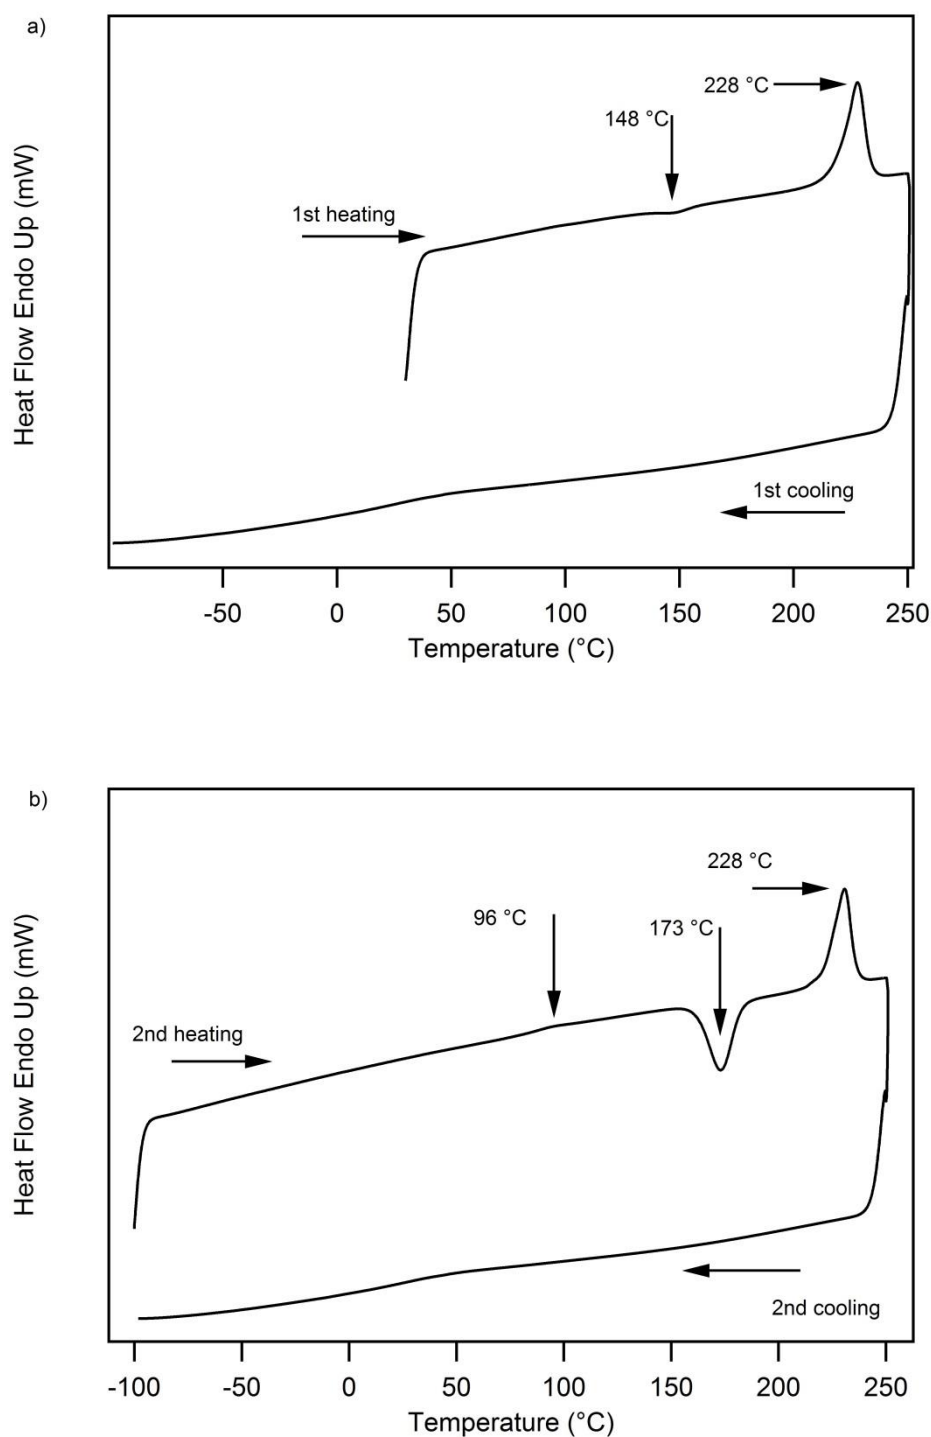 a)
Heat Flow Endo Up (mW)
228 °C
148 °C
1st heating
1st cooling
-50 0 50 100 150 200 250
Temperature (°C)
b)
Heat Flow Endo Up (mW)
228 °C
96 °C
173 °C
2nd heating
2nd cooling
-100 -50 0 50 100 150 200 250
Temperature (°C)